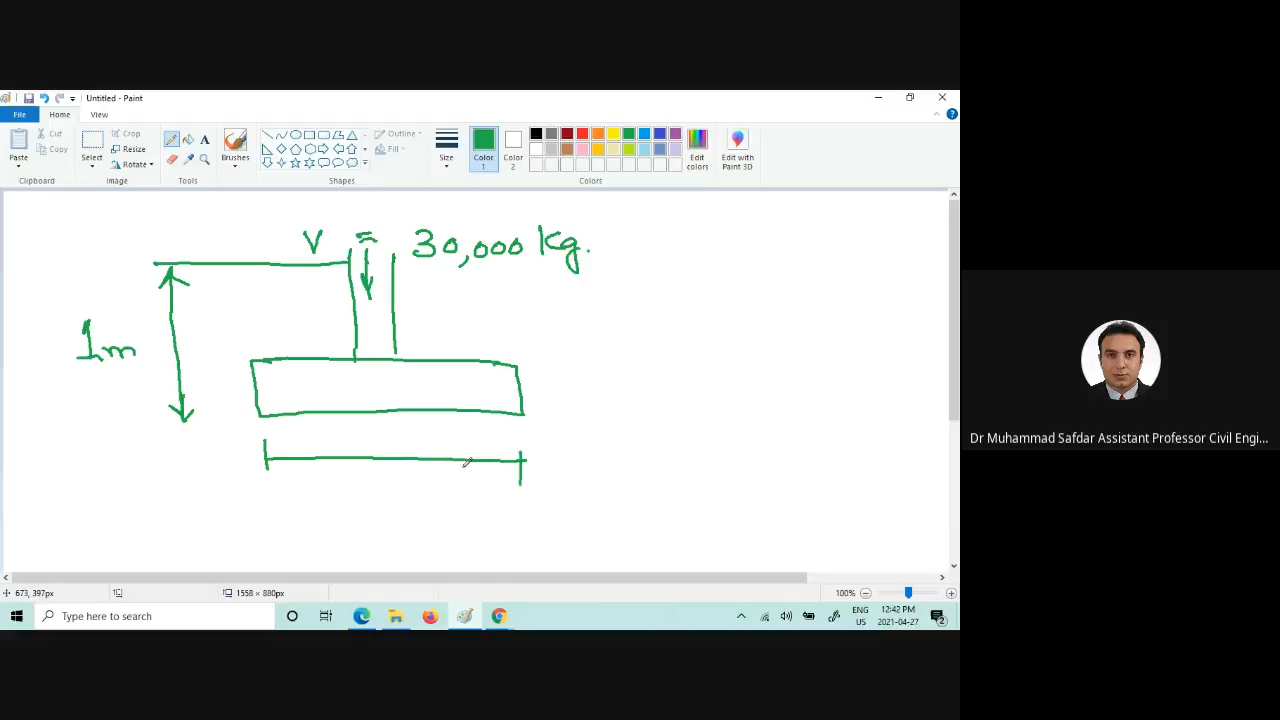 Untitled - Paint
File Home View
Paste
Cut
Copy
Clipboard
Select
Crop
Resize
Rotate
Image
Tools
Brushes
Shapes
Outline
Fill
Size
Color 1
Color 2
Edit colors
Colors
Edit with Paint 3D
V = 30,000 Kg.
1m
Dr Muhammad Safdar Assistant Professor Civil Engi...
673, 397px
1558 × 880px
100%
Type here to search
ENG US
12:42 PM
2021-04-27
2